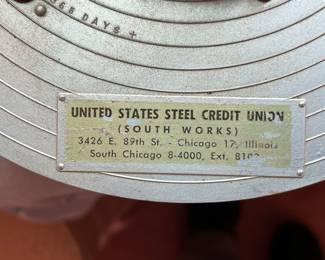 68 DAYS +
UNITED STATES STEEL CREDIT UNION
(SOUTH WORKS)
3426 E. 89th St. - Chicago 17, Illinois
South Chicago 8-4000, Ext.